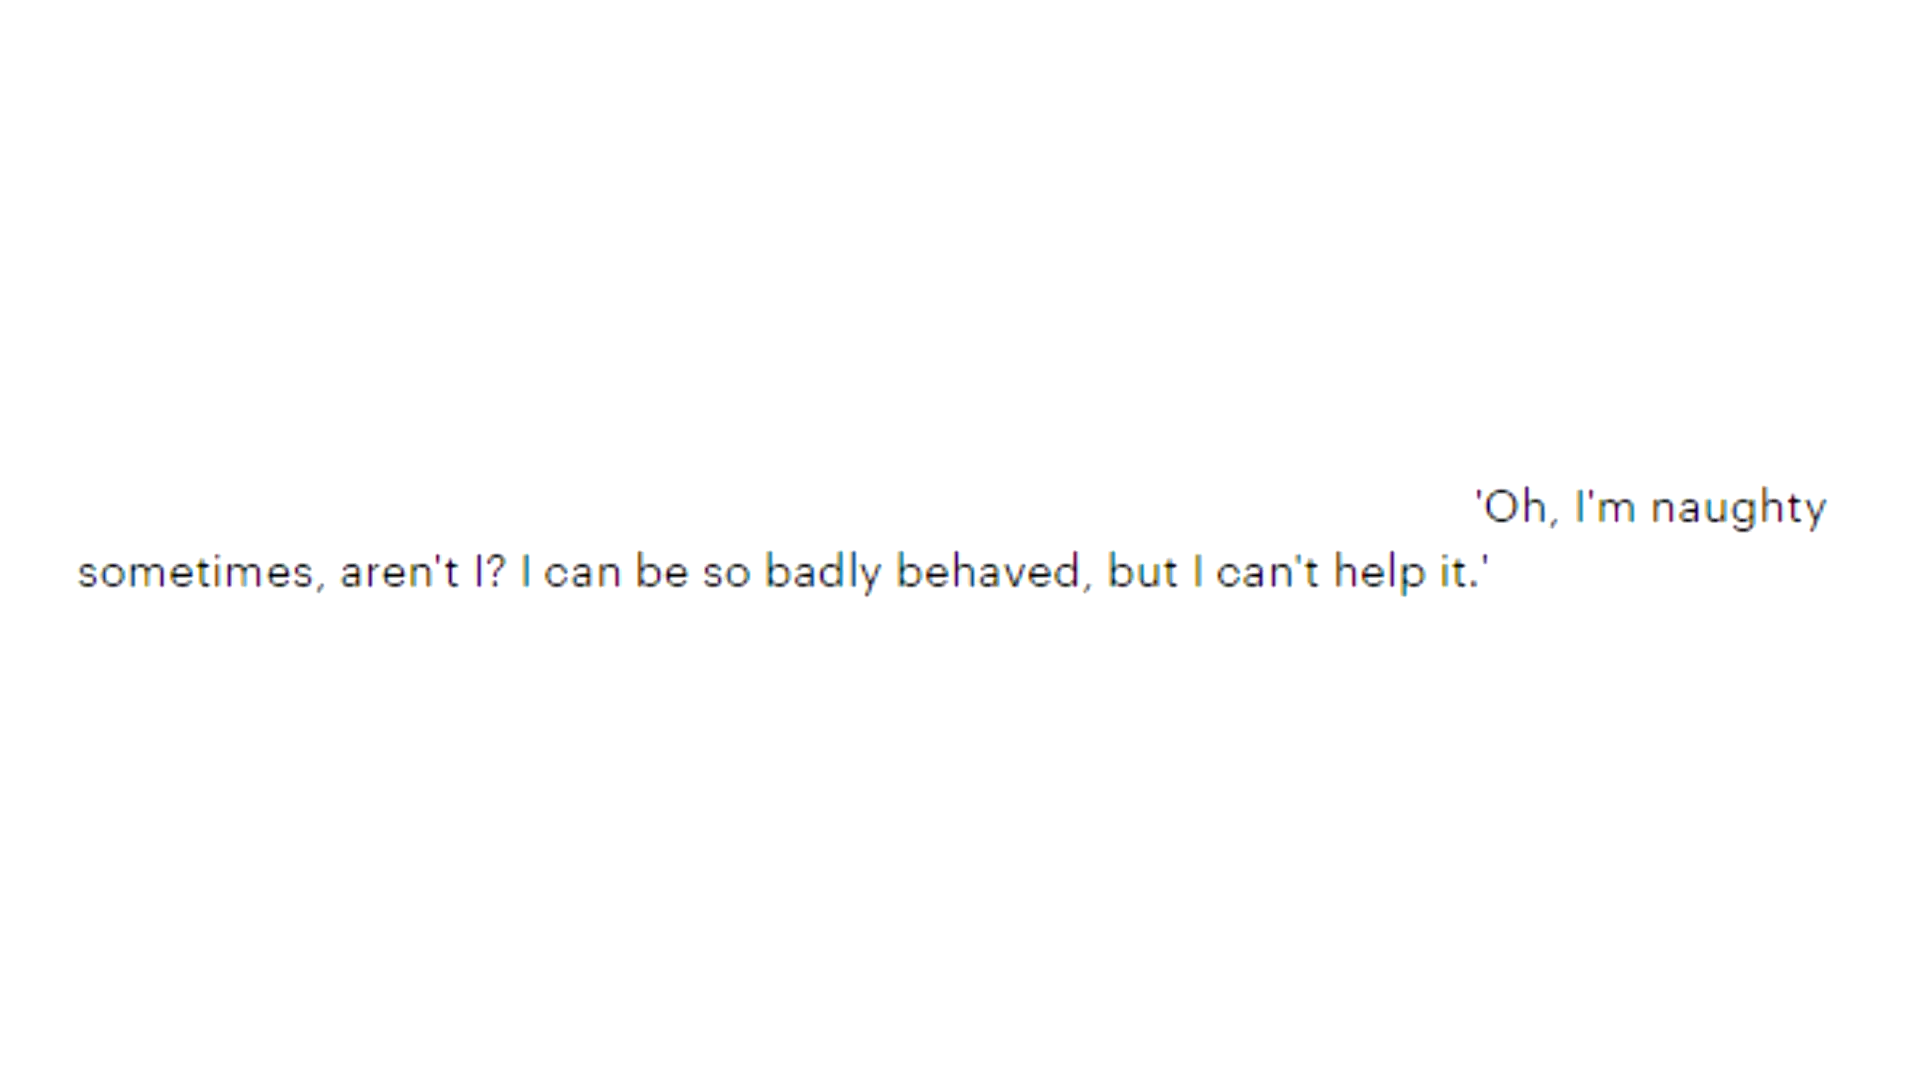 'Oh, I'm naughty
sometimes, aren't I? I can be so badly behaved, but I can't help it.'